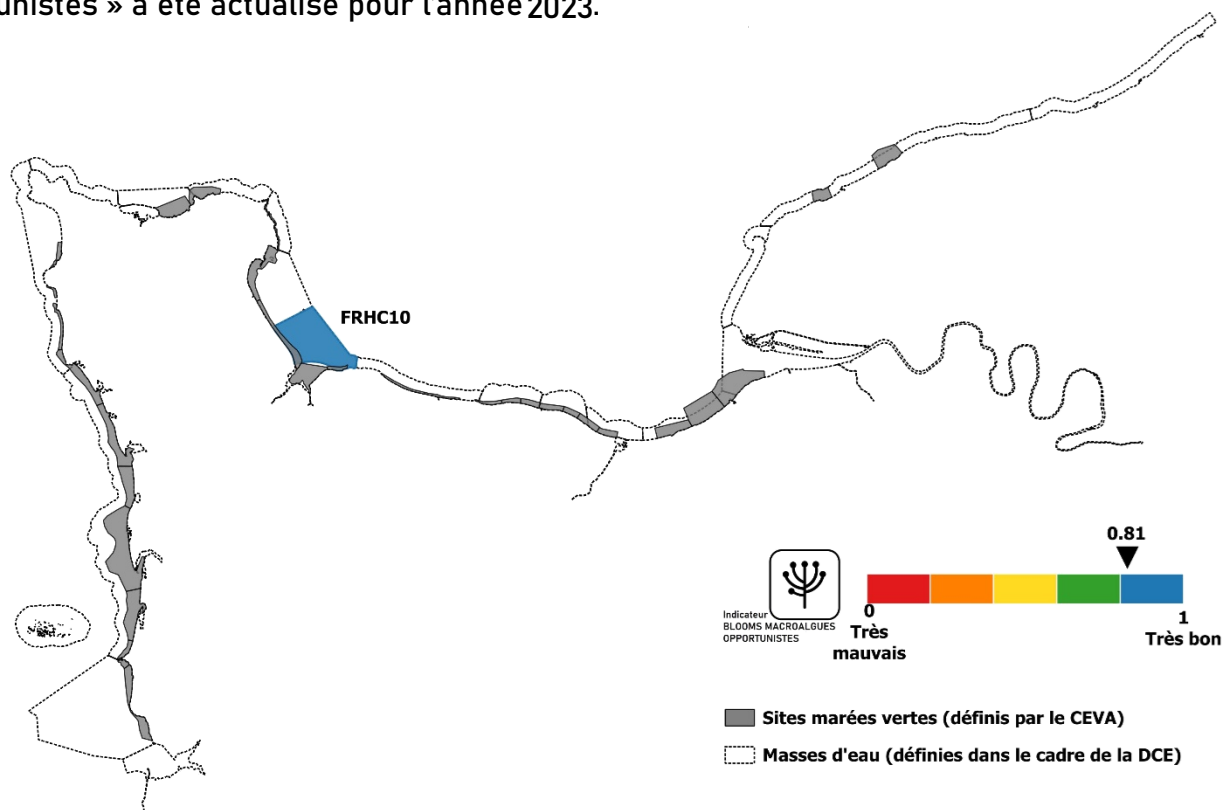 unistes » a été actualisé pour l'année 2023.
FRHC10
0.81
Indicateur
BLOOMS MACROALGUES
OPPORTUNISTES
0
Très
mauvais
1
Très bon
Sites marées vertes (définis par le CEVA)
Masses d'eau (définies dans le cadre de la DCE)